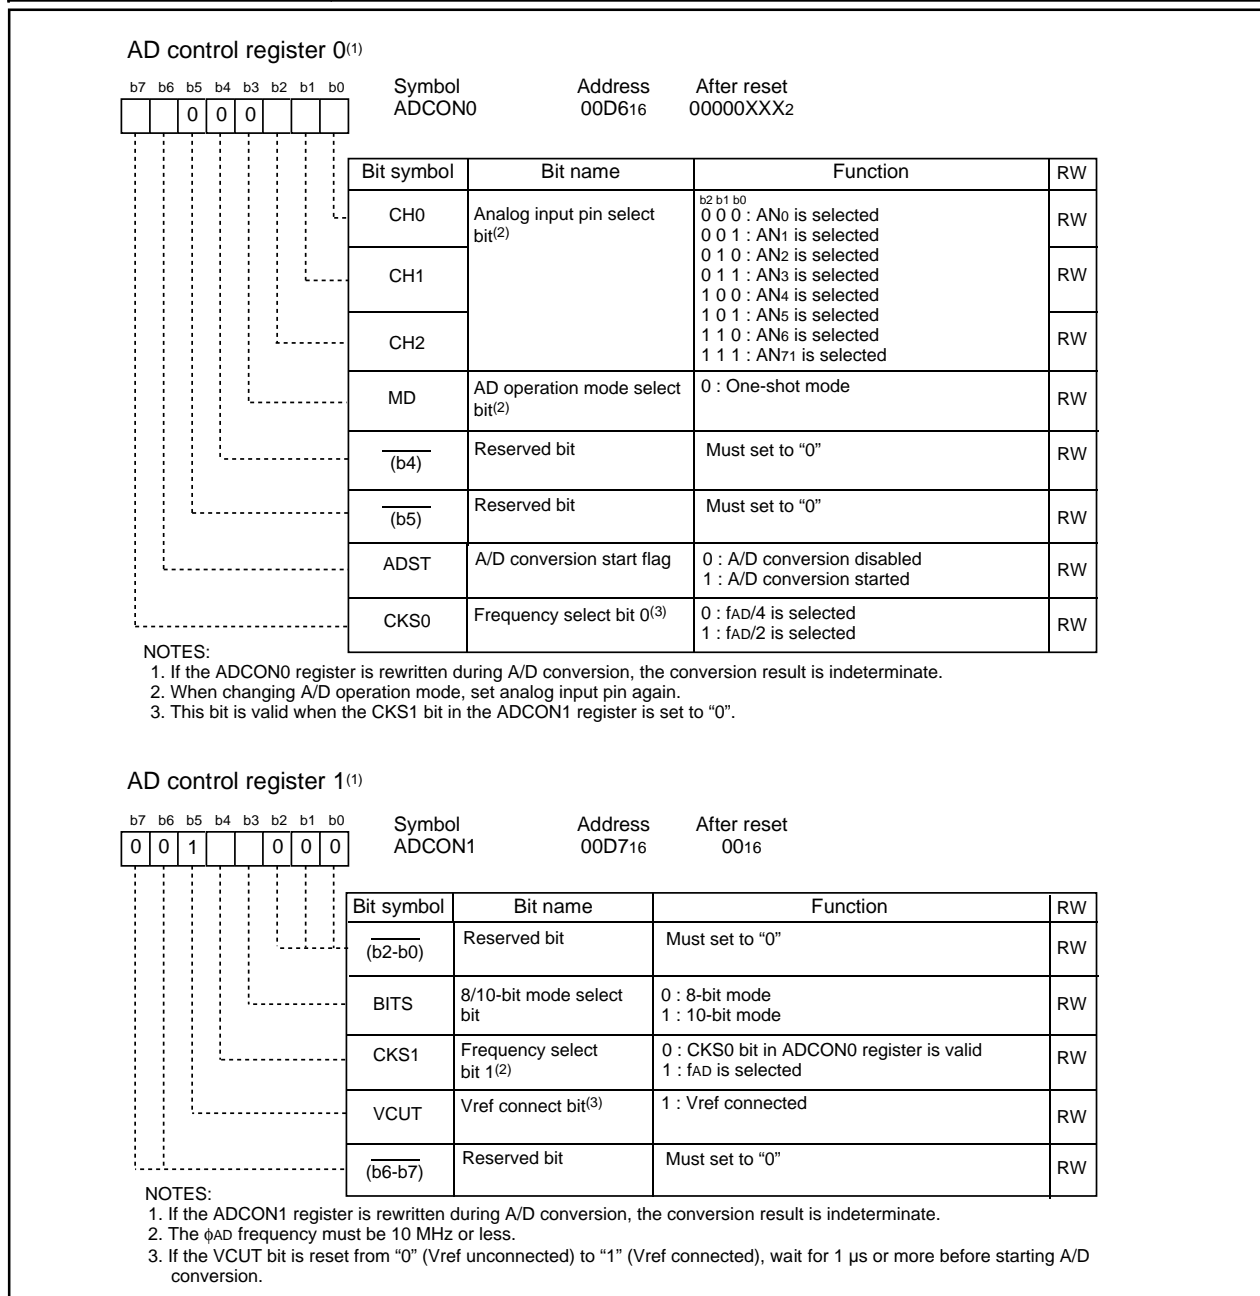 AD control register 0(1)
b7 b6 b5 b4 b3 b2 b1 b0
Symbol Address After reset
0 0 0 ADCON0 00D616 00000XXX2
Bit symbol Bit name Function RW
CH0 Analog input pin select bit(2) RW
CH1 RW
CH2 RW
b2 b1 b0
0 0 0 : AN0 is selected
0 0 1 : AN1 is selected
0 1 0 : AN2 is selected
0 1 1 : AN3 is selected
1 0 0 : AN4 is selected
1 0 1 : AN5 is selected
1 1 0 : AN6 is selected
1 1 1 : AN71 is selected
MD AD operation mode select bit(2) 0 : One-shot mode RW
(b4) Reserved bit Must set to “0” RW
(b5) Reserved bit Must set to “0” RW
ADST A/D conversion start flag 0 : A/D conversion disabled RW
1 : A/D conversion started
CKS0 Frequency select bit 0(3) 0 : fAD/4 is selected RW
1 : fAD/2 is selected
NOTES:
1. If the ADCON0 register is rewritten during A/D conversion, the conversion result is indeterminate.
2. When changing A/D operation mode, set analog input pin again.
3. This bit is valid when the CKS1 bit in the ADCON1 register is set to “0”.
AD control register 1(1)
b7 b6 b5 b4 b3 b2 b1 b0
Symbol Address After reset
0 0 1 0 0 0 ADCON1 00D716 0016
Bit symbol Bit name Function RW
(b2-b0) Reserved bit Must set to “0” RW
BITS 8/10-bit mode select bit 0 : 8-bit mode RW
1 : 10-bit mode
CKS1 Frequency select bit 1(2) 0 : CKS0 bit in ADCON0 register is valid RW
1 : fAD is selected
VCUT Vref connect bit(3) 1 : Vref connected RW
(b6-b7) Reserved bit Must set to “0” RW
NOTES:
1. If the ADCON1 register is rewritten during A/D conversion, the conversion result is indeterminate.
2. The ϕAD frequency must be 10 MHz or less.
3. If the VCUT bit is reset from “0” (Vref unconnected) to “1” (Vref connected), wait for 1 µs or more before starting A/D
conversion.